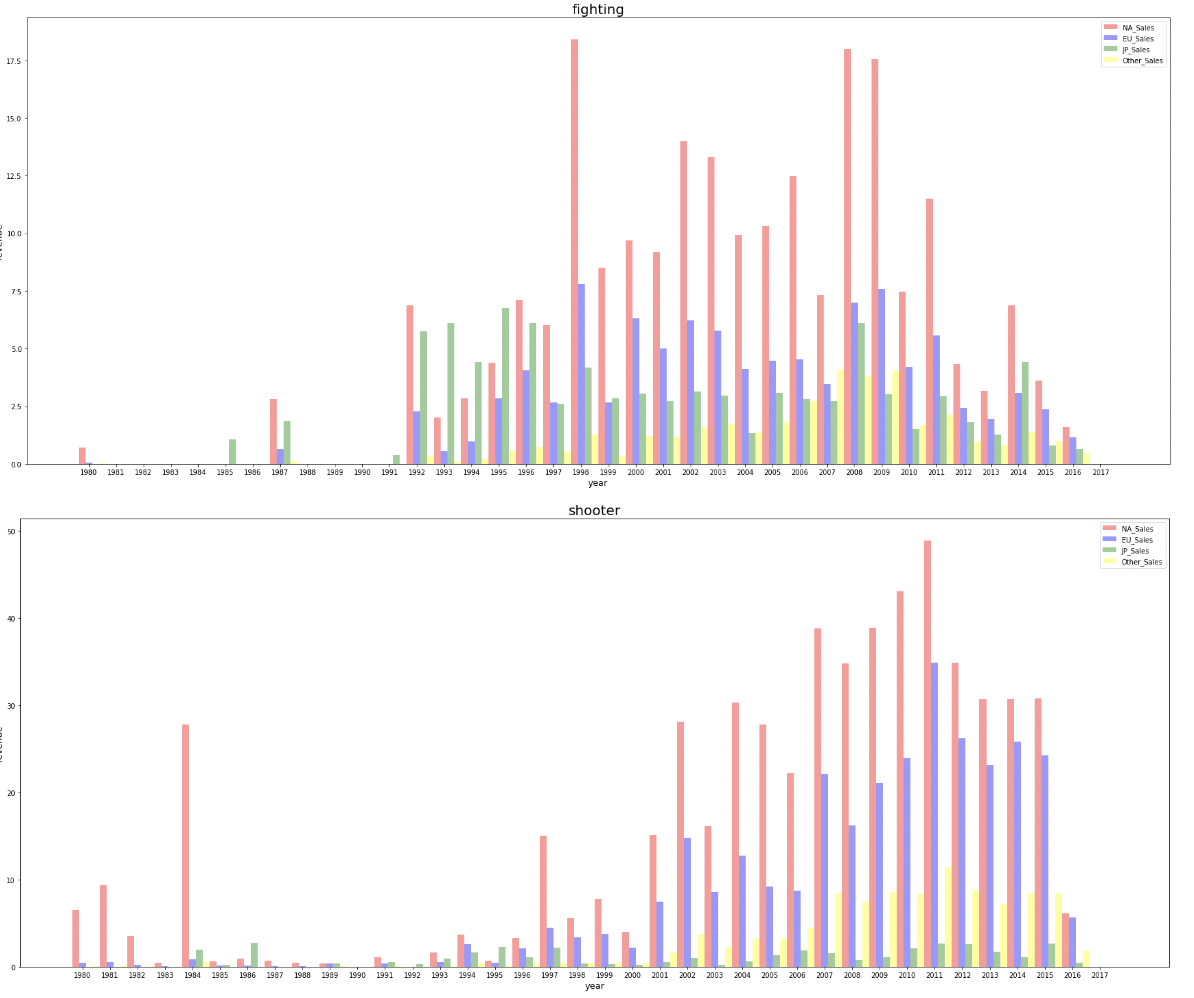 fighting
NA_Sales
EU_Sales
JP_Sales
Other_Sales
17.5
15.0
12.5
10.0
7.5
5.0
2.5
0.0
1980 1981 1982 1983 1984 1985 1987 1988 1989 1990 1991 1992 1993 1994 1995 1996 1997 1998 1999 2000 2001 2002 2003 2004 2005 2006 2007 2008 2009 2010 2011 2012 2013 2014 2015 2016 2017
year
shooter
NA_Sales
EU_Sales
JP_Sales
Other_Sales
50
40
30
20
10
0
revenue
1980 1981 1982 1983 1984 1985 1986 1987 1988 1989 1990 1991 1992 1993 1994 1995 1996 1997 1998 1999 2000 2001 2002 2003 2004 2005 2006 2007 2008 2009 2010 2011 2012 2013 2014 2015 2016 2017
year